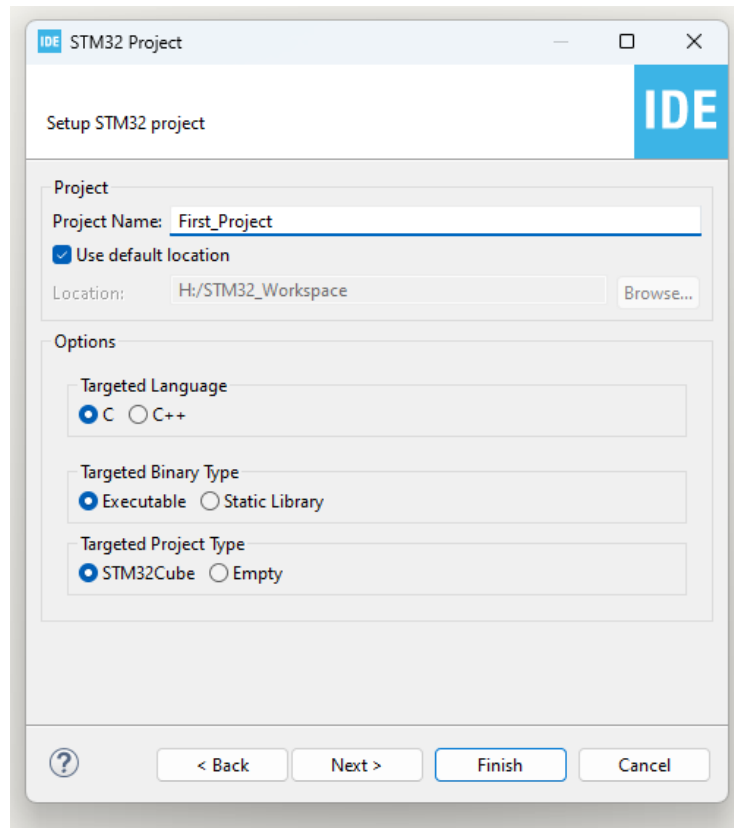 IDE STM32 Project
Setup STM32 project
IDE
Project
Project Name: First_Project
Use default location
Location: H:/STM32_Workspace Browse...
Options
Targeted Language
C C++
Targeted Binary Type
Executable Static Library
Targeted Project Type
STM32Cube Empty
? < Back Next > Finish Cancel